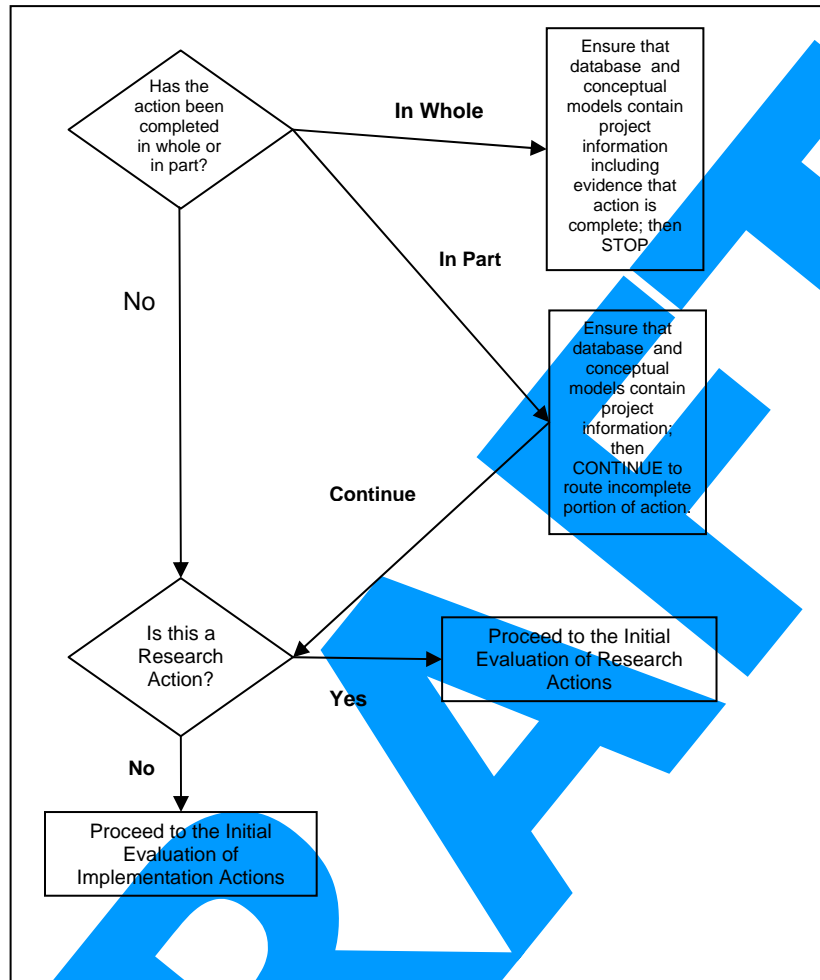 Has the
action been
completed
in whole or
in part?
In Whole
Ensure that
database and
conceptual
models contain
project
information
including
evidence that
action is
complete; then
STOP
In Part
No
Ensure that
database and
conceptual
models contain
project
information;
then
CONTINUE to
route incomplete
portion of action.
Continue
Is this a
Research
Action?
Yes
Proceed to the Initial
Evaluation of Research
Actions
No
Proceed to the Initial
Evaluation of
Implementation Actions
RAFT